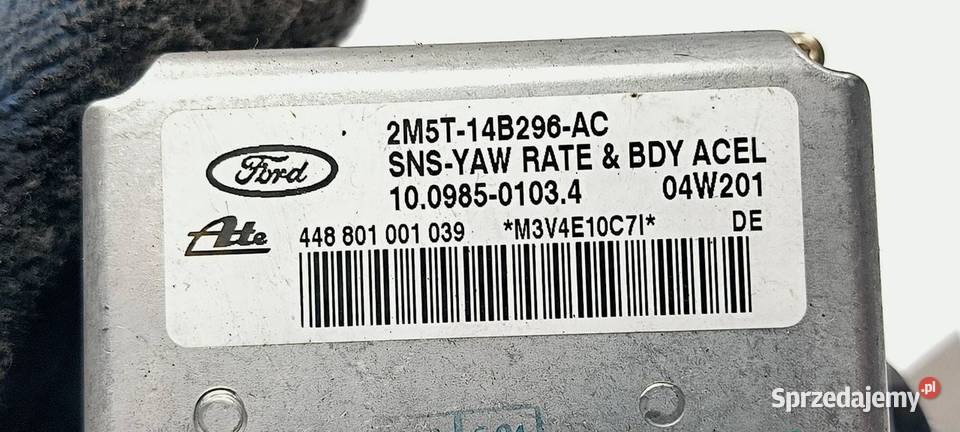 2M5T-14B296-AC
Ford
SNS-YAW RATE & BDY ACEL
10.0985-0103.4 04W201
Ate
448 801 001 039 *M3V4E10C7I* DE
Sprzedajemy.pl